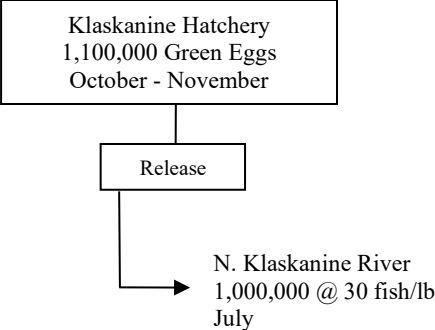 Klaskanine Hatchery
1,100,000 Green Eggs
October - November
Release
N. Klaskanine River
1,000,000 @ 30 fish/lb
July